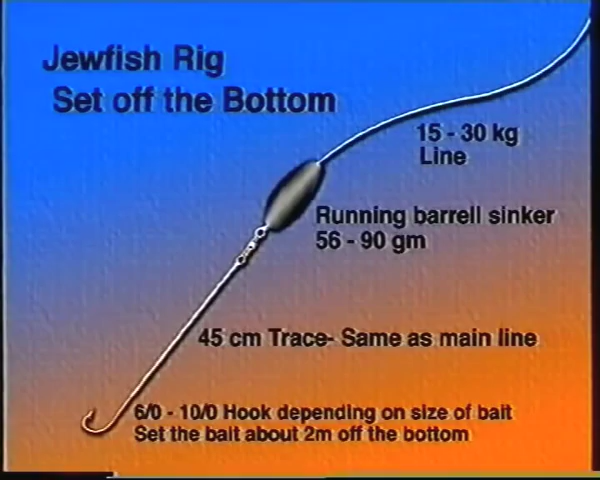 Jewfish Rig
Set off the Bottom
15 - 30 kg
Line
Running barrell sinker
56 - 90 gm
45 cm Trace- Same as main line
6/0 - 10/0 Hook depending on size of bait
Set the bait about 2m off the bottom